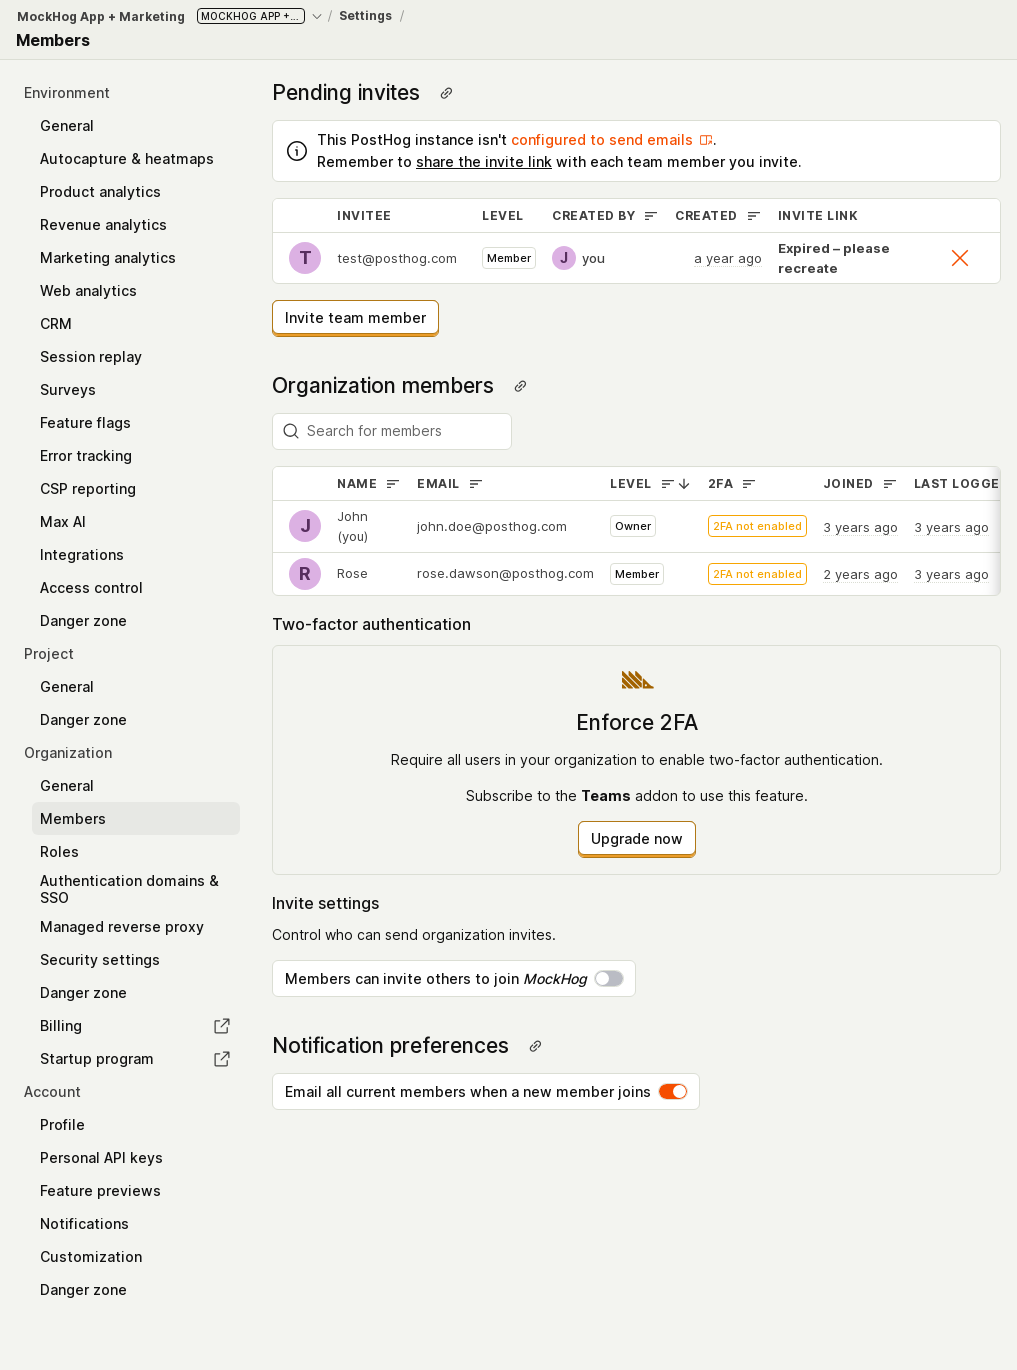 MockHog App + Marketing
MOCKHOG APP +...
/
Settings
/
Members
Environment
General
Autocapture & heatmaps
Product analytics
Revenue analytics
Marketing analytics
Web analytics
CRM
Session replay
Surveys
Feature flags
Error tracking
CSP reporting
Max AI
Integrations
Access control
Danger zone
Project
General
Danger zone
Organization
General
Members
Roles
Authentication domains &
SSO
Managed reverse proxy
Security settings
Danger zone
Billing
Startup program
Account
Profile
Personal API keys
Feature previews
Notifications
Customization
Danger zone
Pending invites
This PostHog instance isn't configured to send emails.
Remember to share the invite link with each team member you invite.
INVITEE LEVEL CREATED BY CREATED INVITE LINK
T test@posthog.com Member J you a year ago Expired – please
recreate
Invite team member
Organization members
Search for members
NAME EMAIL LEVEL 2FA JOINED LAST LOGGE
J John john.doe@posthog.com Owner 2FA not enabled 3 years ago 3 years ago
(you)
R Rose rose.dawson@posthog.com Member 2FA not enabled 2 years ago 3 years ago
Two-factor authentication
Enforce 2FA
Require all users in your organization to enable two-factor authentication.
Subscribe to the Teams addon to use this feature.
Upgrade now
Invite settings
Control who can send organization invites.
Members can invite others to join MockHog
Notification preferences
Email all current members when a new member joins